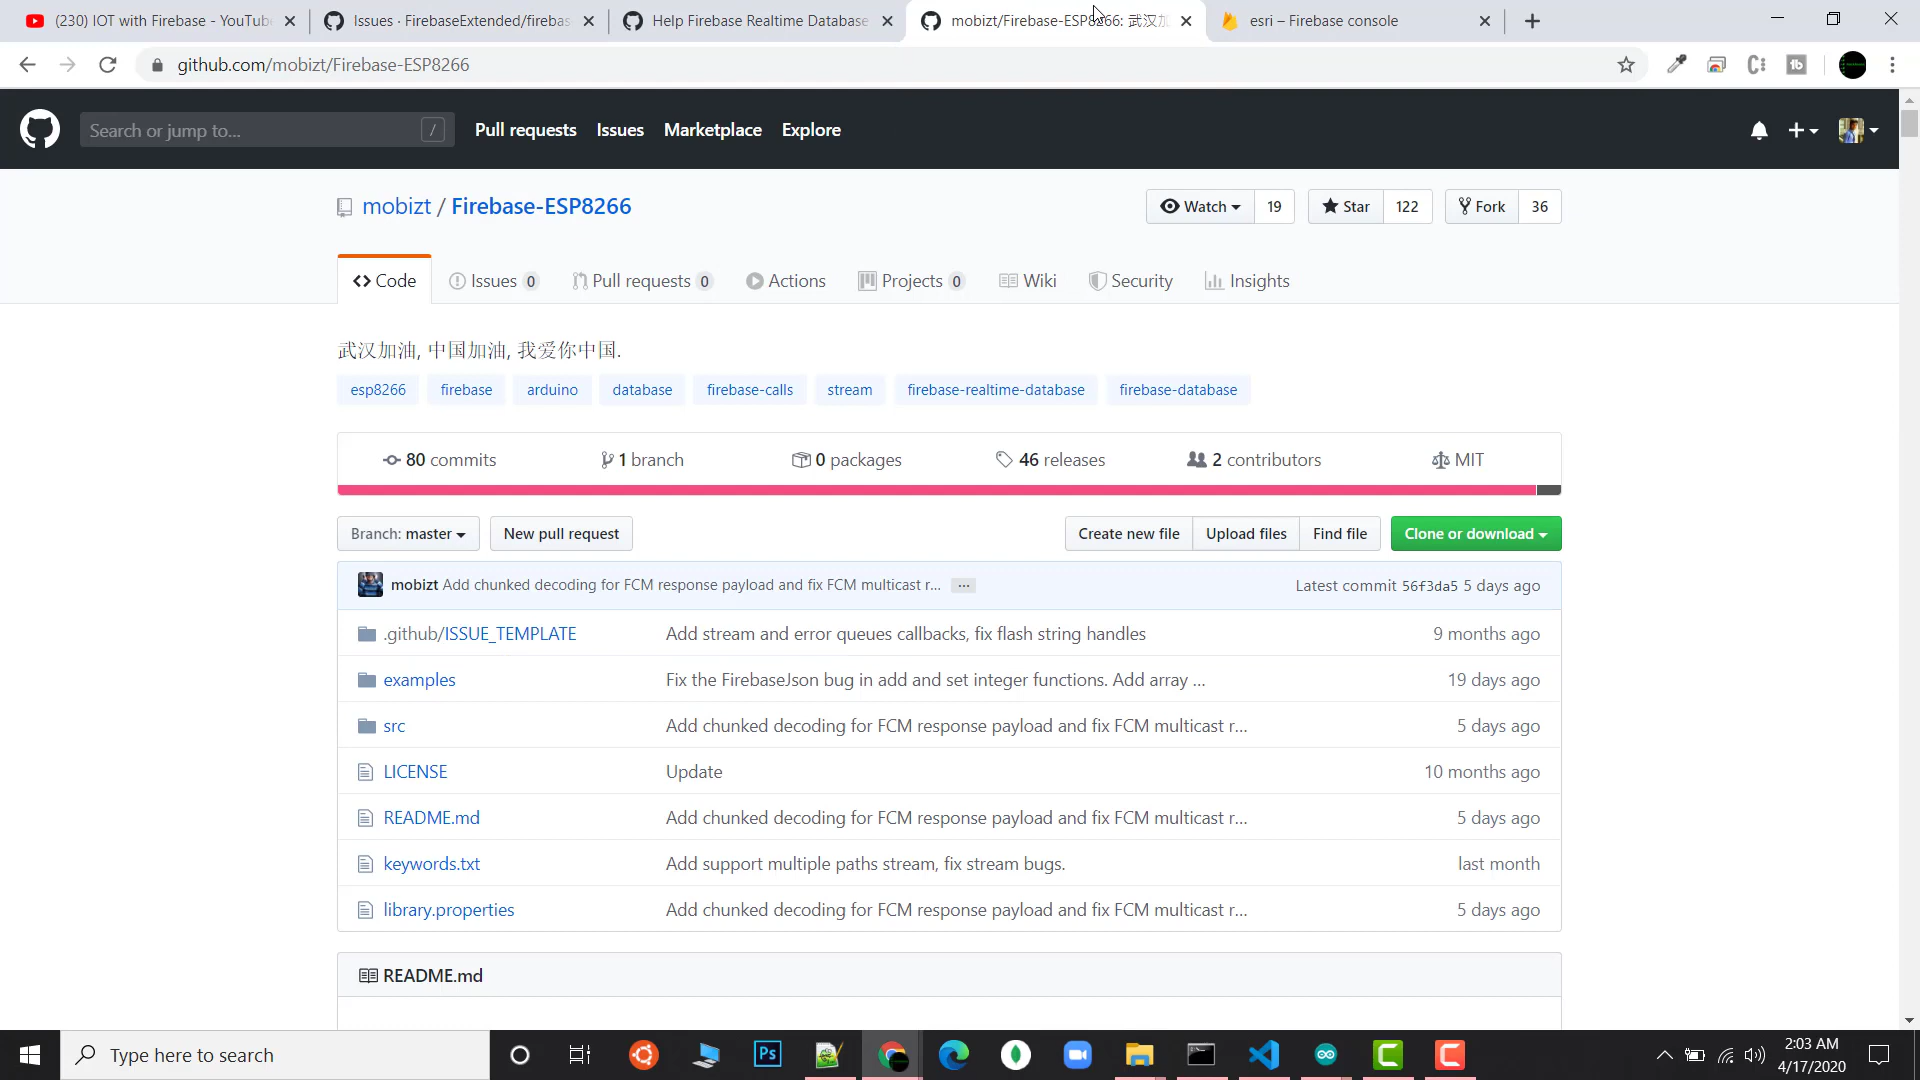 (230) IOT with Firebase - YouTub
Issues · FirebaseExtended/firebas
Help Firebase Realtime Database
mobizt/Firebase-ESP8266: 武汉加
esri – Firebase console
github.com/mobizt/Firebase-ESP8266
Search or jump to... /
Pull requests Issues Marketplace Explore
mobizt / Firebase-ESP8266
Watch 19
Star 122
Fork 36
Code
Issues 0
Pull requests 0
Actions
Projects 0
Wiki
Security
Insights
武汉加油, 中国加油, 我爱你中国.
esp8266 firebase arduino database firebase-calls stream firebase-realtime-database firebase-database
80 commits
1 branch
0 packages
46 releases
2 contributors
MIT
Branch: master
New pull request
Create new file
Upload files
Find file
Clone or download
mobizt Add chunked decoding for FCM response payload and fix FCM multicast r... ...
Latest commit 56f3da5 5 days ago
.github/ISSUE_TEMPLATE Add stream and error queues callbacks, fix flash string handles 9 months ago
examples Fix the FirebaseJson bug in add and set integer functions. Add array ... 19 days ago
src Add chunked decoding for FCM response payload and fix FCM multicast r... 5 days ago
LICENSE Update 10 months ago
README.md Add chunked decoding for FCM response payload and fix FCM multicast r... 5 days ago
keywords.txt Add support multiple paths stream, fix stream bugs. last month
library.properties Add chunked decoding for FCM response payload and fix FCM multicast r... 5 days ago
README.md
Type here to search
Ps
2:03 AM
4/17/2020